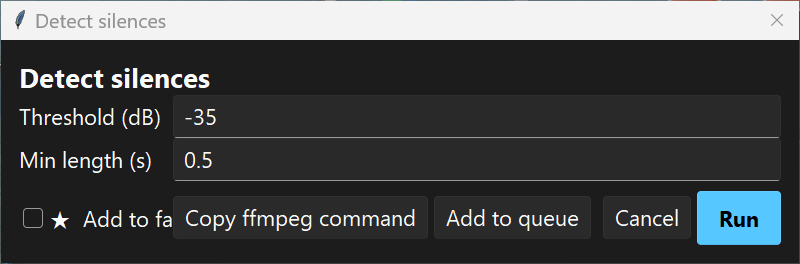 Detect silences
Detect silences
Threshold (dB) -35
Min length (s) 0.5
★ Add to fa Copy ffmpeg command Add to queue Cancel Run